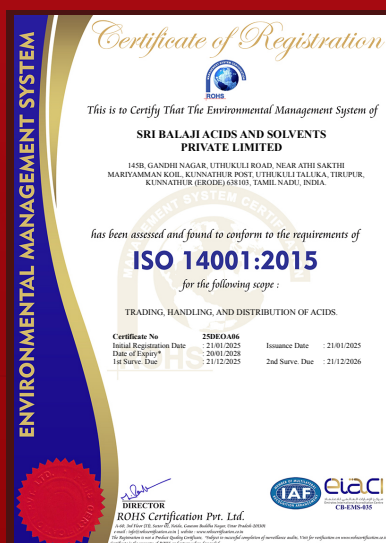 Certificate of Registration
ENVIRONMENTAL MANAGEMENT SYSTEM
ROHS
This is to Certify That The Environmental Management System of
SRI BALAJI ACIDS AND SOLVENTS
PRIVATE LIMITED
145B, GANDHI NAGAR, UTHUKULI ROAD, NEAR ATHI SAKTHI
MARIYAMMAN KOIL, KUNNATHUR POST, UTHUKULI TALUKA, TIRUPUR,
KUNNATHUR (ERODE) 638103, TAMIL NADU, INDIA.
has been assessed and found to conform to the requirements of
ISO 14001:2015
for the following scope :
TRADING, HANDLING, AND DISTRIBUTION OF ACIDS.
MANAGEMENT SYSTEM CERTIFICATION
ROHS
Certificate No 25DEOA06
Initial Registration Date : 21/01/2025 Issuance Date : 21/01/2025
Date of Expiry* : 20/01/2028
1st Surve. Due : 21/12/2025 2nd Surve. Due : 21/12/2026
DIRECTOR
ROHS Certification Pvt. Ltd.
IAF
eiaci
CB-EMS-035